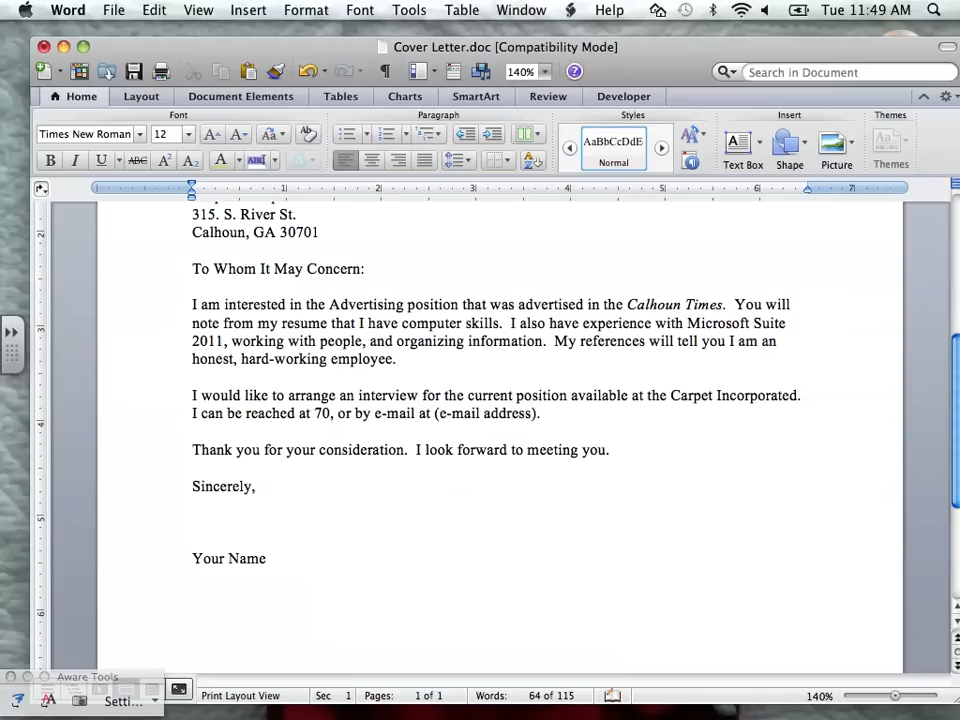 Word File Edit View Insert Format Font Tools Table Window Help Tue 11:49 AM
Cover Letter.doc [Compatibility Mode]
140% Search in Document
Home Layout Document Elements Tables Charts SmartArt Review Developer
Font Paragraph Styles Insert Themes
Times New Roman 12 AaBbCcDdE
Normal Text Box Shape Picture Themes
315. S. River St.
Calhoun, GA 30701
To Whom It May Concern:
I am interested in the Advertising position that was advertised in the Calhoun Times. You will
note from my resume that I have computer skills. I also have experience with Microsoft Suite
2011, working with people, and organizing information. My references will tell you I am an
honest, hard-working employee.
I would like to arrange an interview for the current position available at the Carpet Incorporated.
I can be reached at 70, or by e-mail at (e-mail address).
Thank you for your consideration. I look forward to meeting you.
Sincerely,
Your Name
Aware Tools
Setti...
Print Layout View Sec 1 Pages: 1 of 1 Words: 64 of 115 140%